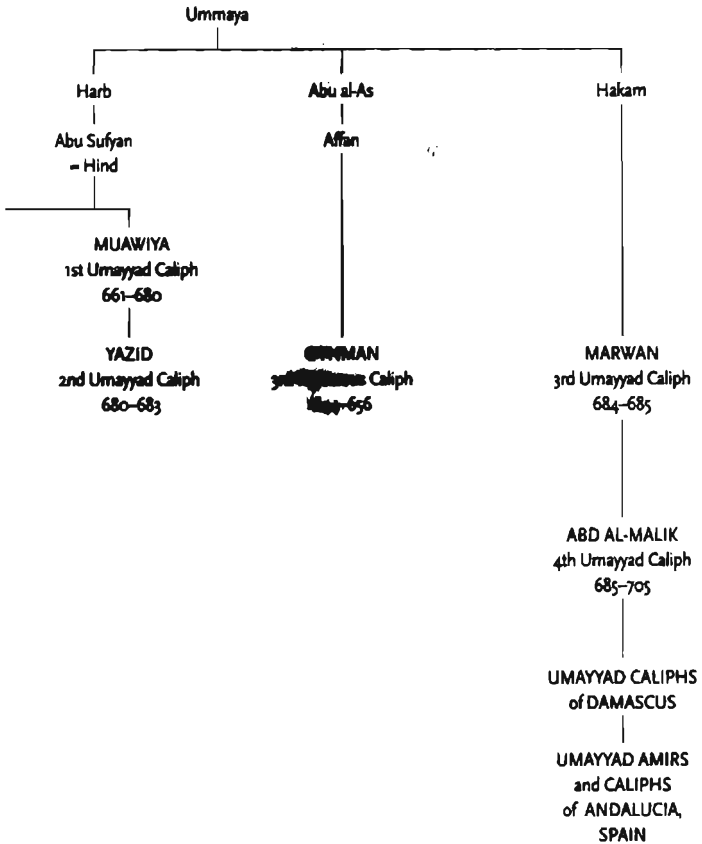 Ummaya
Harb
Abu al-As
Hakam
Abu Sufyan
= Hind
Affan
MUAWIYA
1st Umayyad Caliph
661–680
YAZID
2nd Umayyad Caliph
680–683
Caliph
656
MARWAN
3rd Umayyad Caliph
684–685
ABD AL-MALIK
4th Umayyad Caliph
685–705
UMAYYAD CALIPHS
of DAMASCUS
UMAYYAD AMIRS
and CALIPHS
of ANDALUCIA,
SPAIN